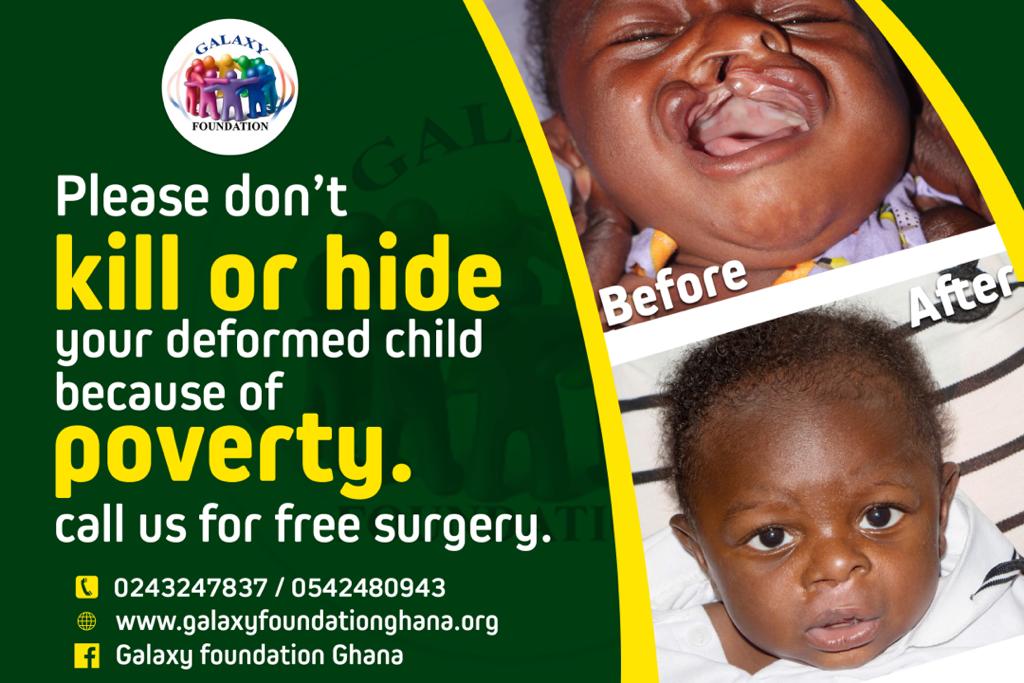 GALAXY
FOUNDATION
Please don't
kill or hide
your deformed child
because of
poverty.
call us for free surgery.
0243247837 / 0542480943
www.galaxyfoundationghana.org
Galaxy foundation Ghana
Before
After